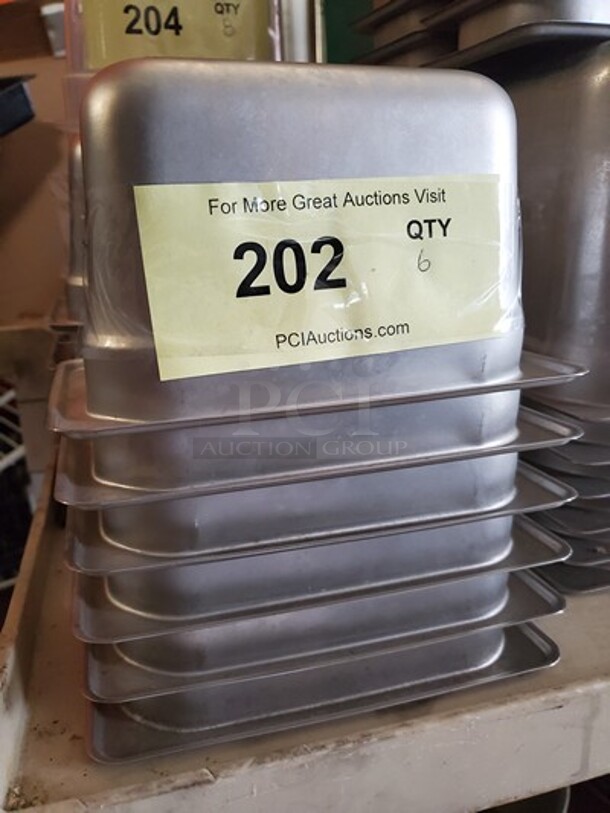 204 QTY
8
For More Great Auctions Visit
202 QTY
6
PCIAuctions.com
PCI
AUCTION GROUP